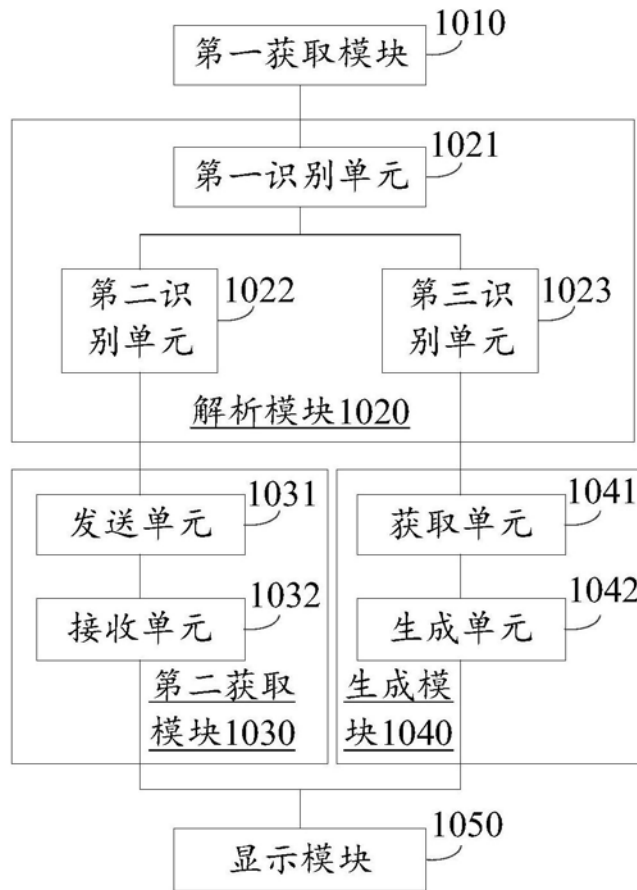 第一获取模块
1010
第一识别单元
1021
第二识
别单元
1022
第三识
别单元
1023
解析模块1020
发送单元
1031
获取单元
1041
接收单元
1032
生成单元
1042
第二获取
模块1030
生成模
块1040
显示模块
1050